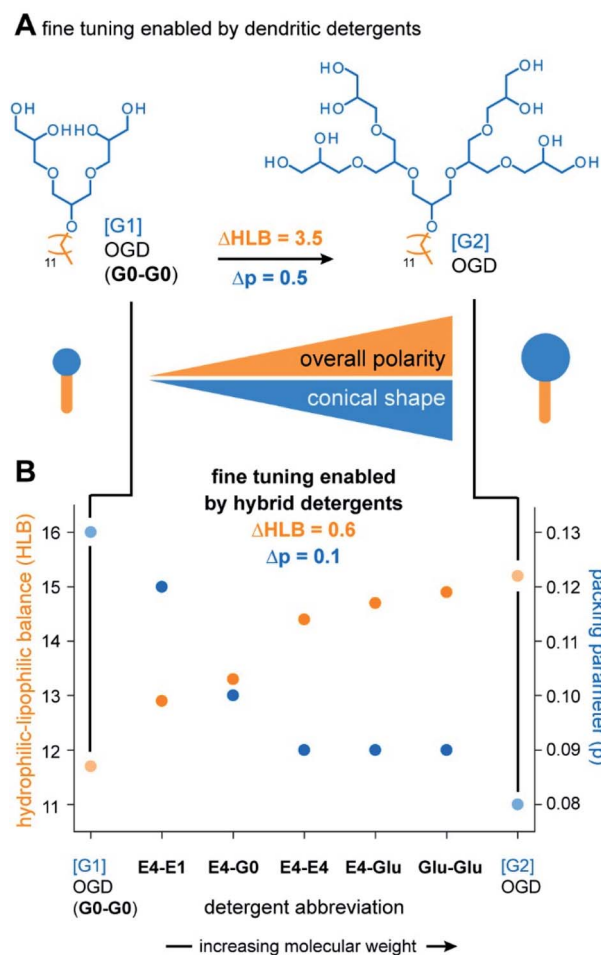 A fine tuning enabled by dendritic detergents
OH
OH
OH
HO
HO
HO
OH
OH
OH
HO
OH
OH
HO
O
O
O
O
O
O
O
O
O
O
11
[G1]
OGD
(G0-G0)
ΔHLB = 3.5
Δp = 0.5
11
[G2]
OGD
overall polarity
conical shape
B
fine tuning enabled
by hybrid detergents
ΔHLB = 0.6
Δp = 0.1
hydrophilic-lipophilic balance (HLB)
16
15
14
13
12
11
0.13
0.12
0.11
0.10
0.09
0.08
packing parameter (p)
[G1]
OGD
(G0-G0)
E4-E1
E4-G0
E4-E4
E4-Glu
Glu-Glu
[G2]
OGD
detergent abbreviation
increasing molecular weight